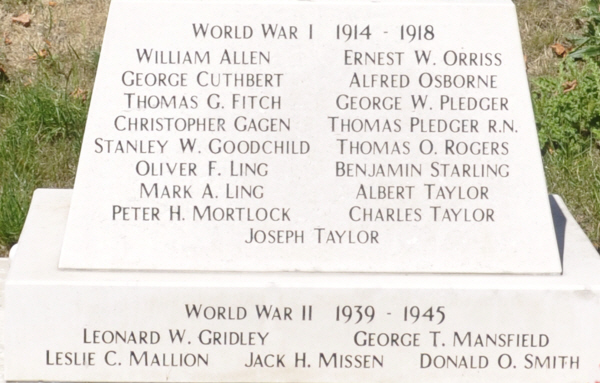 WORLD WAR I 1914 - 1918
WILLIAM ALLEN ERNEST W. ORRISS
GEORGE CUTHBERT ALFRED OSBORNE
THOMAS G. FITCH GEORGE W. PLEDGER
CHRISTOPHER GAGEN THOMAS PLEDGER R.N.
STANLEY W. GOODCHILD THOMAS O. ROGERS
OLIVER F. LING BENJAMIN STARLING
MARK A. LING ALBERT TAYLOR
PETER H. MORTLOCK CHARLES TAYLOR
JOSEPH TAYLOR
WORLD WAR II 1939 - 1945
LEONARD W. GRIDLEY GEORGE T. MANSFIELD
LESLIE C. MALLION JACK H. MISSEN DONALD O. SMITH